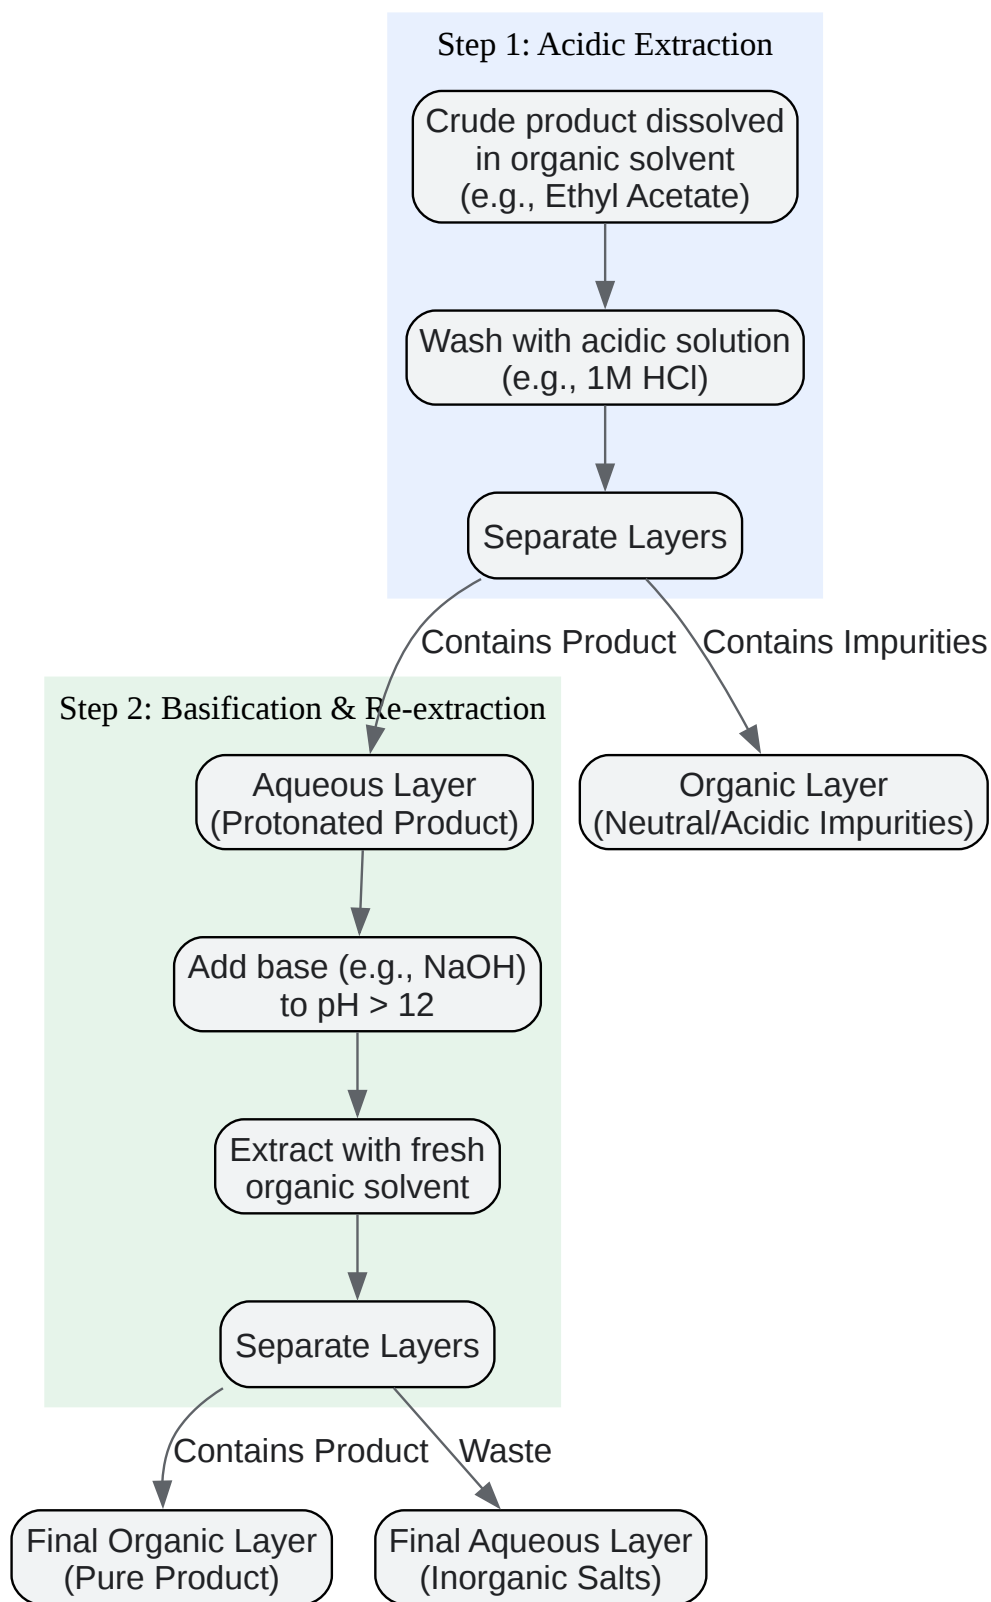 Step 1: Acidic Extraction
Crude product dissolved
in organic solvent
(e.g., Ethyl Acetate)
Wash with acidic solution
(e.g., 1M HCl)
Separate Layers
Contains Product
Contains Impurities
Step 2: Basification & Re-extraction
Aqueous Layer
(Protonated Product)
Organic Layer
(Neutral/Acidic Impurities)
Add base (e.g., NaOH)
to pH > 12
Extract with fresh
organic solvent
Separate Layers
Contains Product
Waste
Final Organic Layer
(Pure Product)
Final Aqueous Layer
(Inorganic Salts)